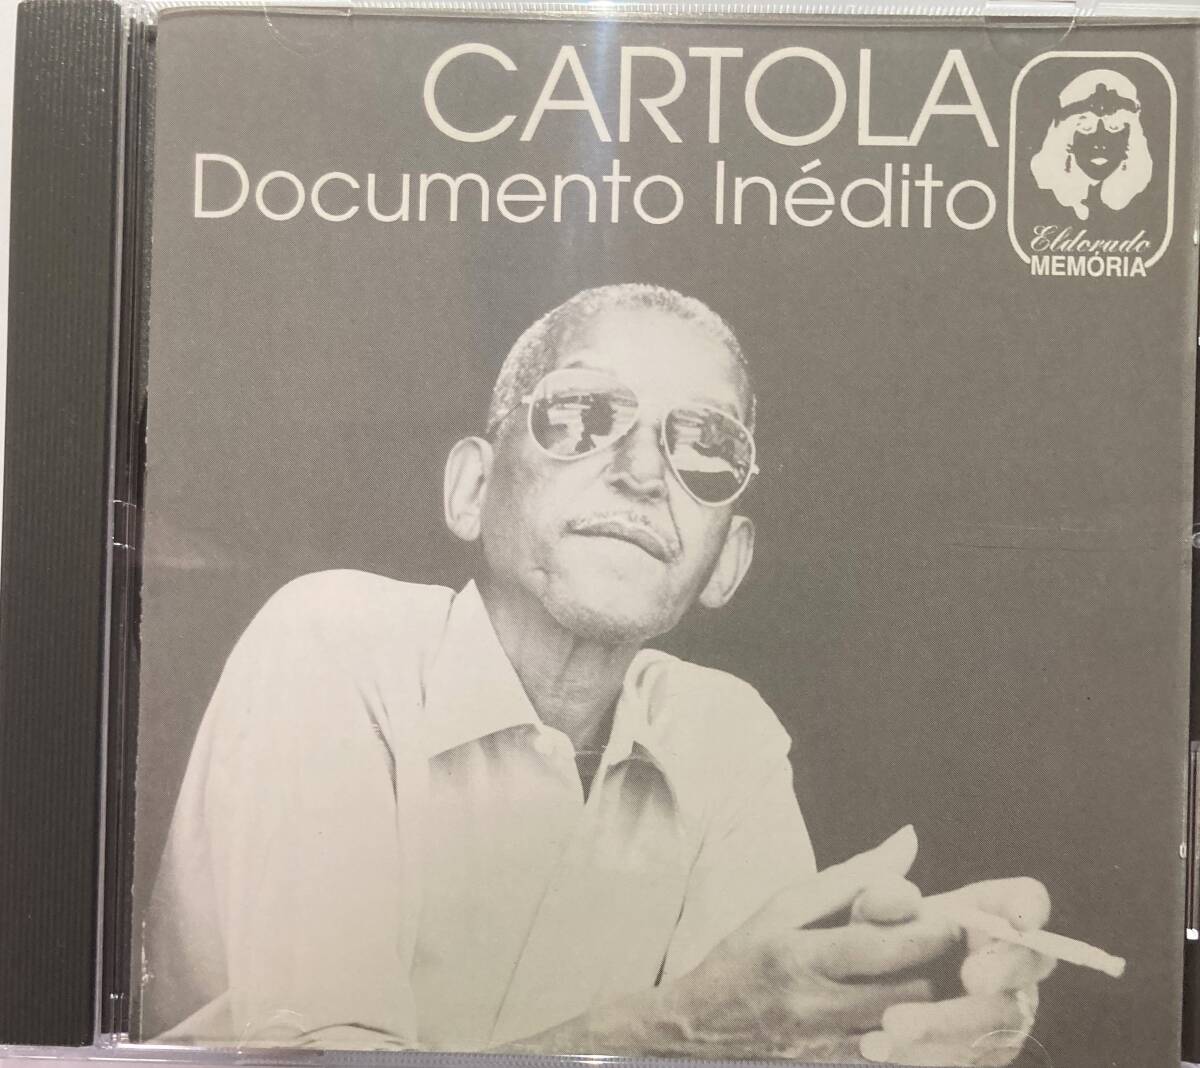 CARTOLA
Documento Inédito
Eldorado
MEMÓRIA